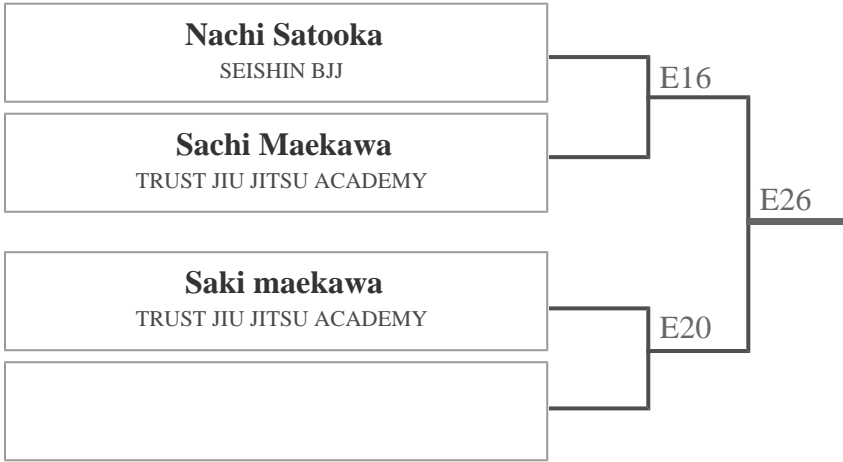 Nachi Satooka
SEISHIN BJJ
E16
Sachi Maekawa
TRUST JIU JITSU ACADEMY
E26
Saki maekawa
TRUST JIU JITSU ACADEMY
E20